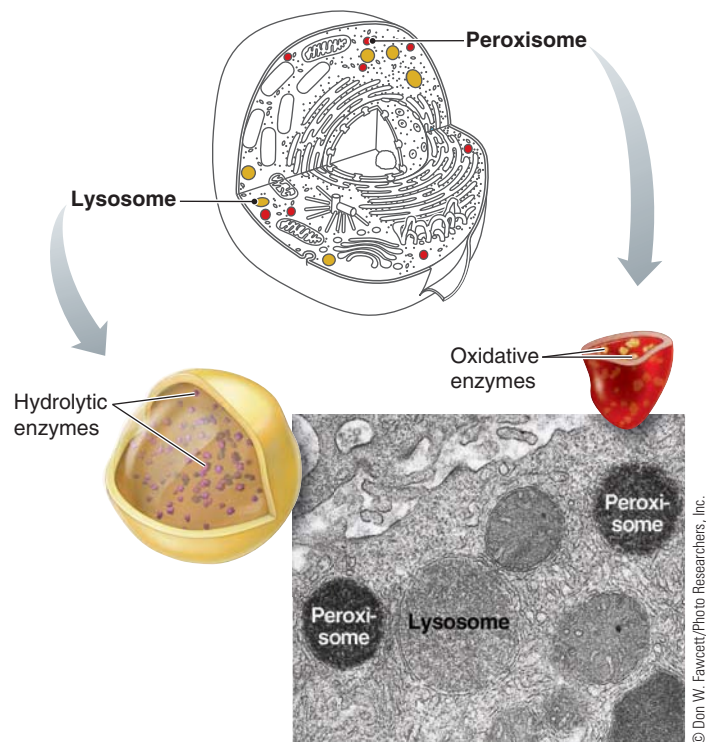 Peroxisome
Lysosome
Oxidative
enzymes
Hydrolytic
enzymes
Peroxi-
some
Peroxi-
some
Lysosome
© Don W. Fawcett/Photo Researchers, Inc.